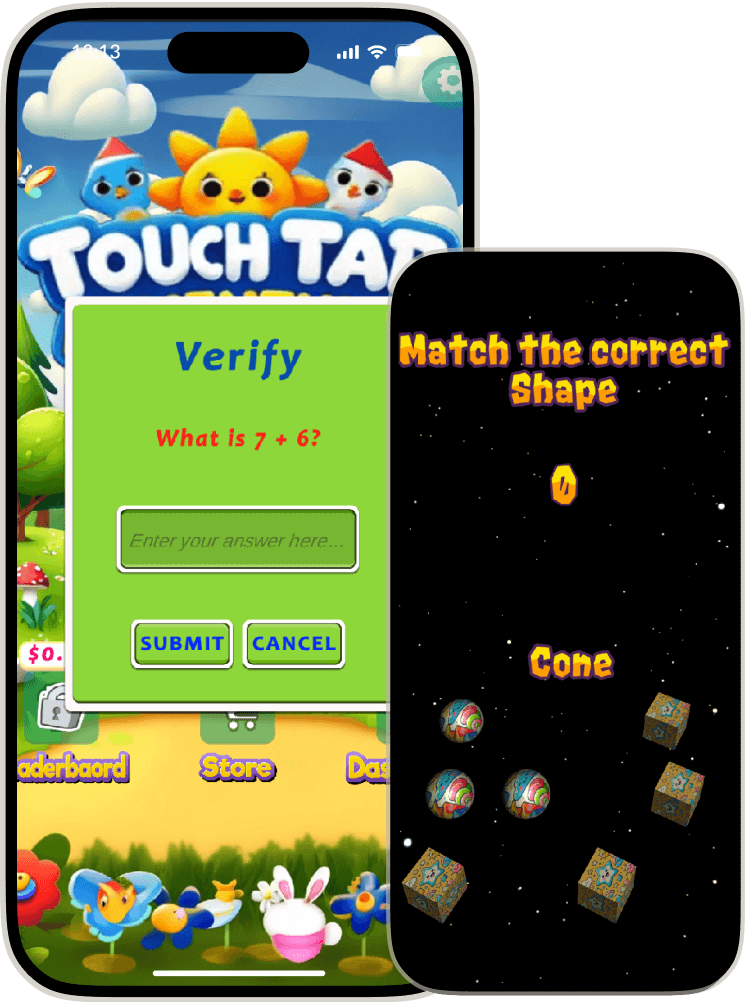 10:13
TOUCH TAP
Verify
What is 7 + 6?
Enter your answer here...
SUBMIT
CANCEL
$0.
aderbaord
Store
Das
Match the correct
Shape
0
Cone